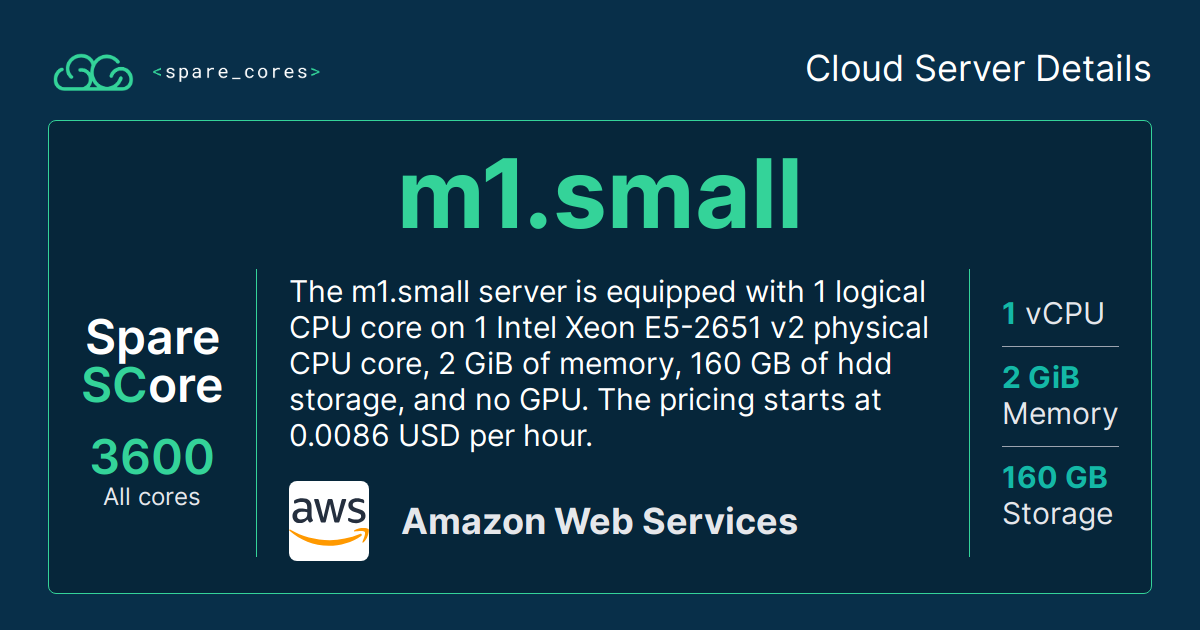 <spare_cores>
Cloud Server Details
m1.small
Spare
SCore
3600
All cores
The m1.small server is equipped with 1 logical
CPU core on 1 Intel Xeon E5-2651 v2 physical
CPU core, 2 GiB of memory, 160 GB of hdd
storage, and no GPU. The pricing starts at
0.0086 USD per hour.
aws
Amazon Web Services
1 vCPU
2 GiB
Memory
160 GB
Storage